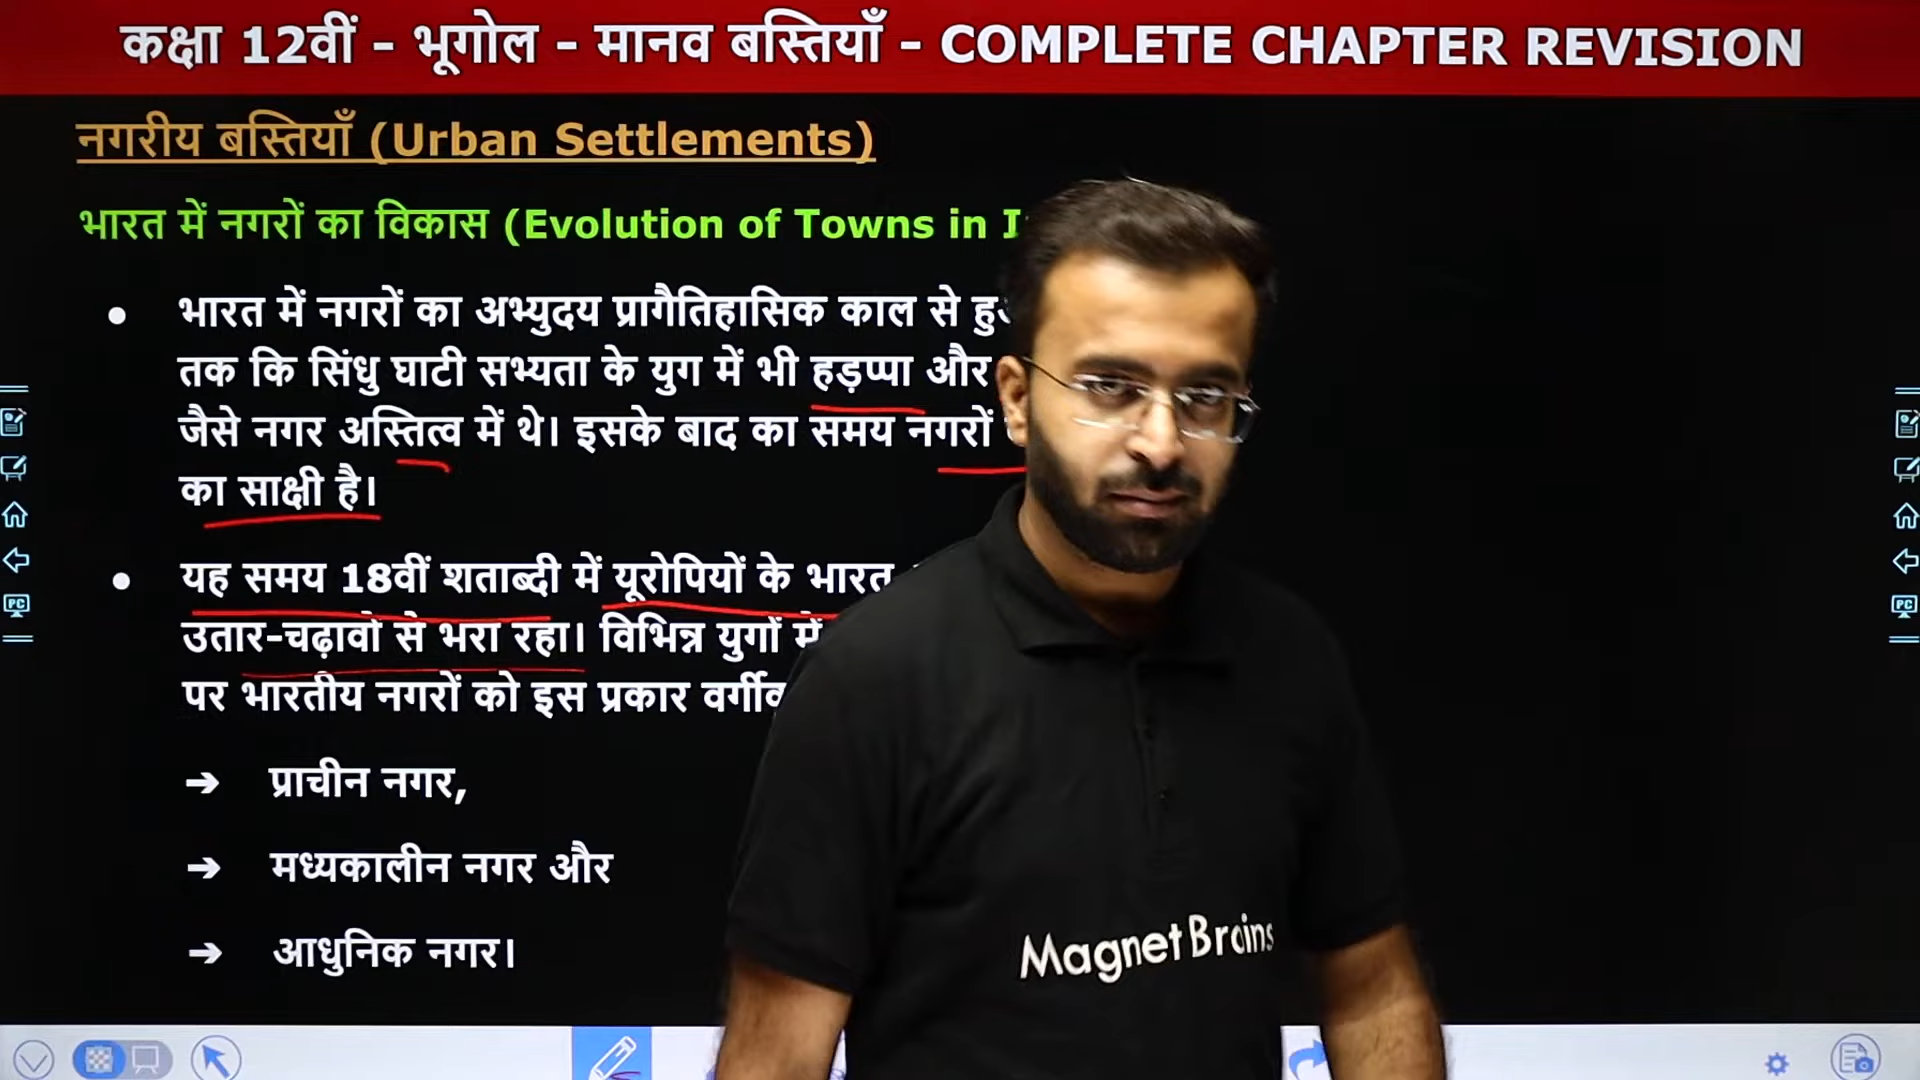 कक्षा 12वीं - भूगोल - मानव बस्तियाँ - COMPLETE CHAPTER REVISION
नगरीय बस्तियाँ (Urban Settlements)
भारत में नगरों का विकास (Evolution of Towns in
भारत में नगरों का अभ्युदय प्रागैतिहासिक काल से
तक कि सिंधु घाटी सभ्यता के युग में भी हड़प्पा और
जैसे नगर अस्तित्व में थे। इसके बाद का समय नगरों
का साक्षी है।
यह समय 18वीं शताब्दी में यूरोपियों के भारत
उतार-चढ़ावो से भरा रहा। विभिन्न युगों में
पर भारतीय नगरों को इस प्रकार
➔ प्राचीन नगर,
➔ मध्यकालीन नगर और
➔ आधुनिक नगर।
Magnet Brains
PC
PC